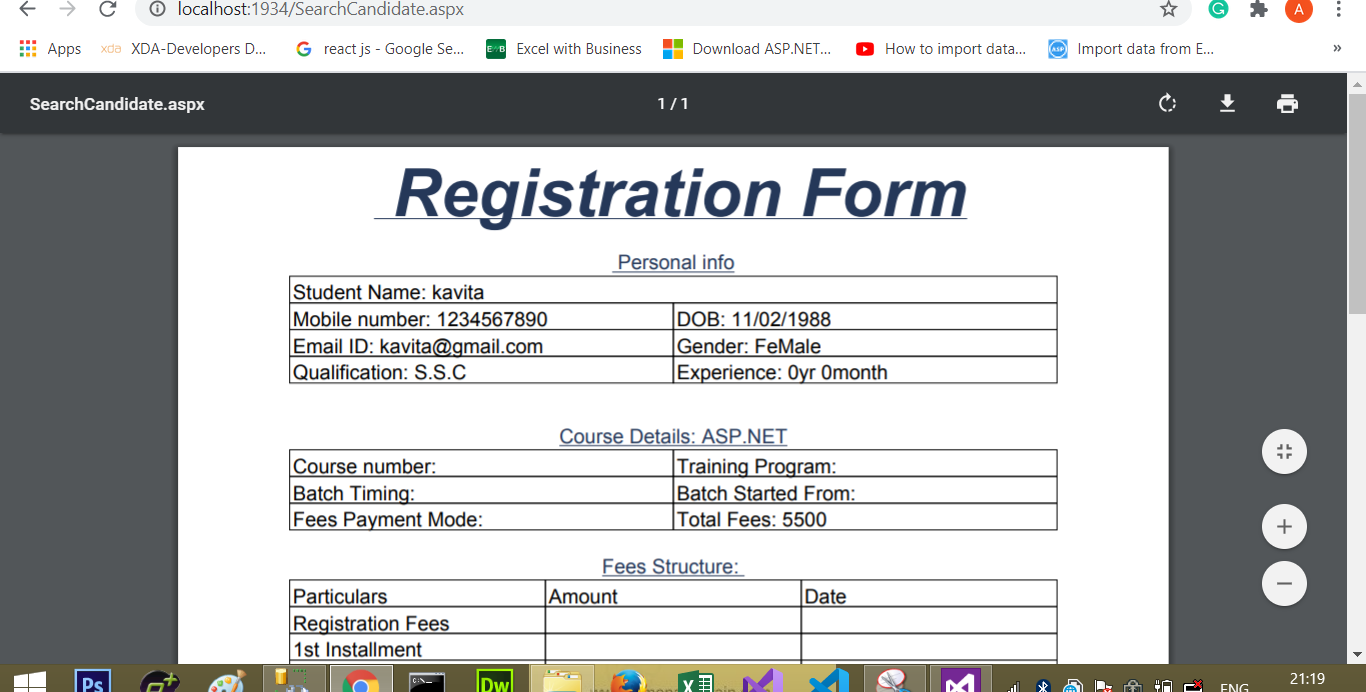 localhost:1934/SearchCandidate.aspx
A
Apps xda XDA-Developers D... G react js - Google Se... E B Excel with Business Download ASP.NET... How to import data... ASP Import data from E... »
SearchCandidate.aspx 1 / 1
Registration Form
Personal info
Student Name: kavita
Mobile number: 1234567890 DOB: 11/02/1988
Email ID: kavita@gmail.com Gender: FeMale
Qualification: S.S.C Experience: 0yr 0month
Course Details: ASP.NET
Course number: Training Program:
Batch Timing: Batch Started From:
Fees Payment Mode: Total Fees: 5500
Fees Structure:
Particulars Amount Date
Registration Fees
1st Installment
Ps Dw ENG 21:19